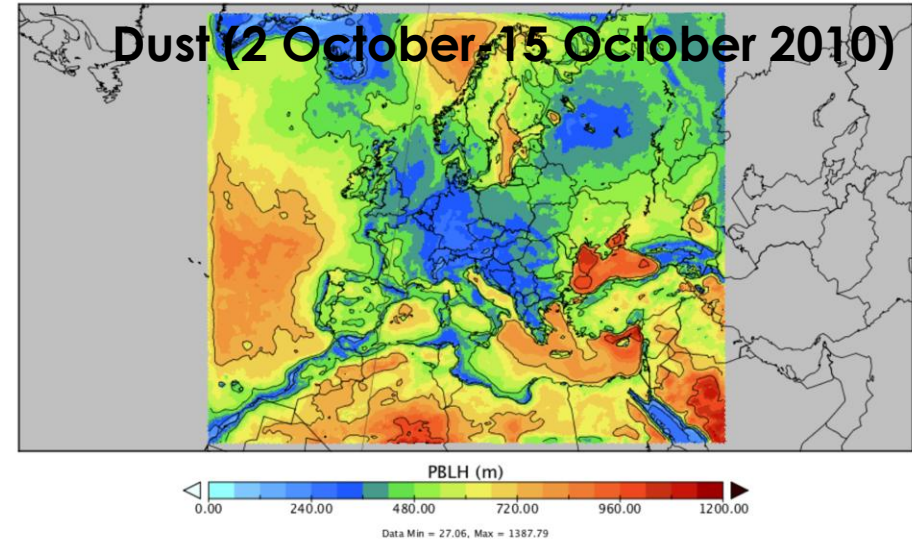 Dust (2 October-15 October 2010)
PBLH (m)
0.00 240.00 480.00 720.00 960.00 1200.00
Data Min = 27.06, Max = 1387.79